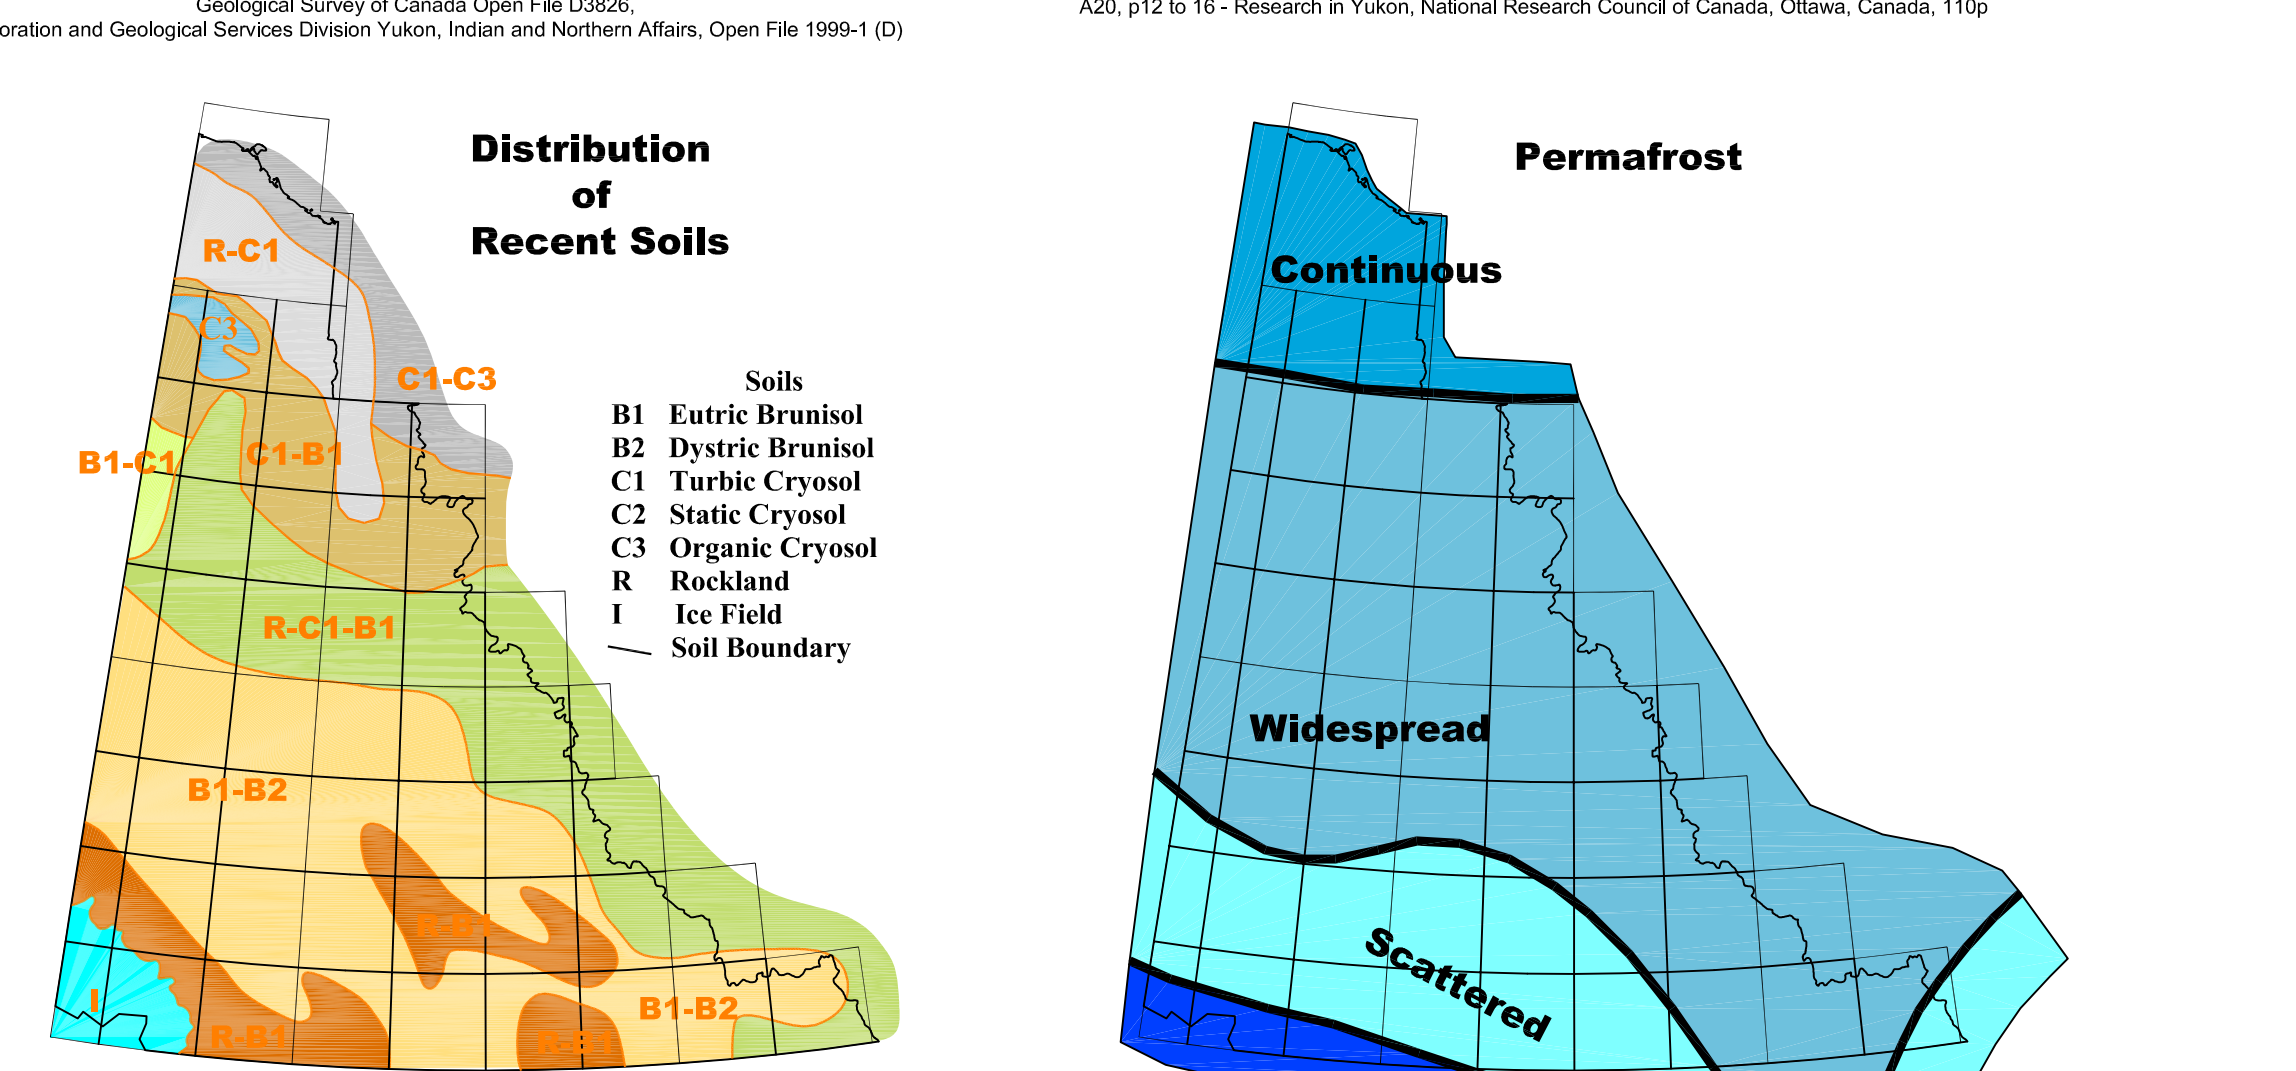 Geological Survey of Canada Open File D3826,
oration and Geological Services Division Yukon, Indian and Northern Affairs, Open File 1999-1 (D)
Distribution
of
Recent Soils
R-C1
C3
C1-C3
B1-C1
C1-B1
R-C1-B1
B1-B2
R-B1
B1-B2
I
R-B1
R-B1
Soils
B1 Eutric Brunisol
B2 Dystric Brunisol
C1 Turbic Cryosol
C2 Static Cryosol
C3 Organic Cryosol
R Rockland
I Ice Field
Soil Boundary
A20, p12 to 16 - Research in Yukon, National Research Council of Canada, Ottawa, Canada, 110p
Permafrost
Continuous
Widespread
Scattered